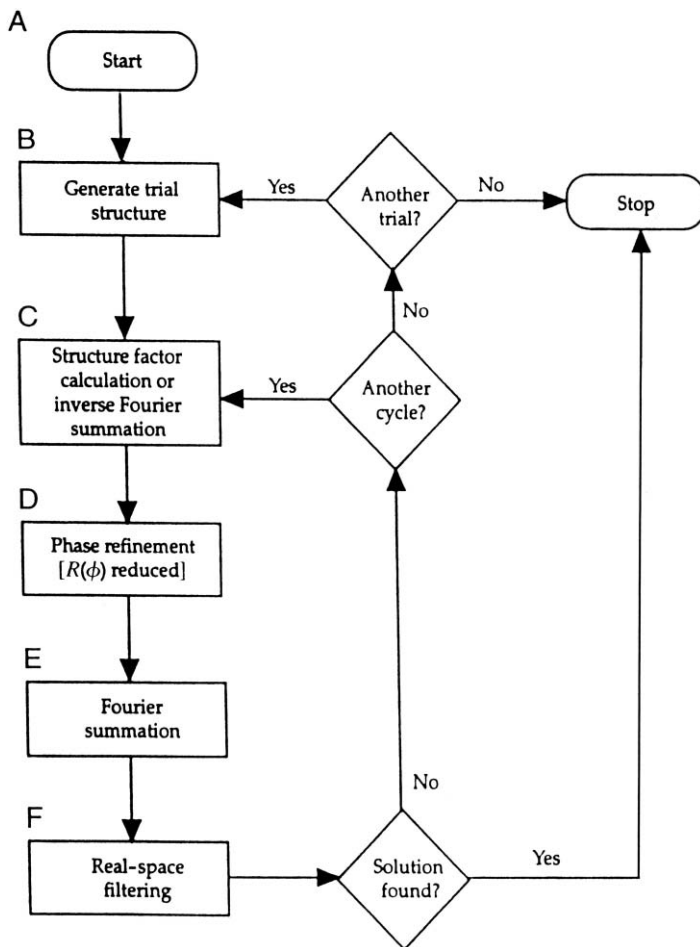 A
Start
B
Generate trial
structure
Yes
Another
trial?
No
Stop
C
Structure factor
calculation or
inverse Fourier
summation
Yes
Another
cycle?
No
D
Phase refinement
[R(ϕ) reduced]
E
Fourier
summation
No
F
Real-space
filtering
Solution
found?
Yes